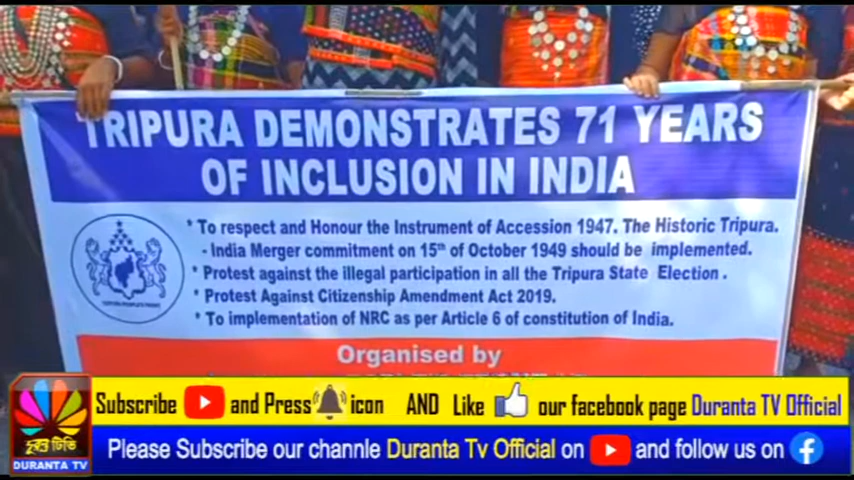 TRIPURA DEMONSTRATES 71 YEARS
OF INCLUSION IN INDIA
* To respect and Honour the Instrument of Accession 1947. The Historic Tripura.
- India Merger commitment on 15th of October 1949 should be implemented.
* Protest against the illegal participation in all the Tripura State Election.
* Protest Against Citizenship Amendment Act 2019.
* To implementation of NRC as per Article 6 of constitution of India.
Organised by
Subscribe and Press icon AND Like our facebook page Duranta TV Official
দুরন্ত টিভি
DURANTA TV
Please Subscribe our channle Duranta Tv Official on and follow us on